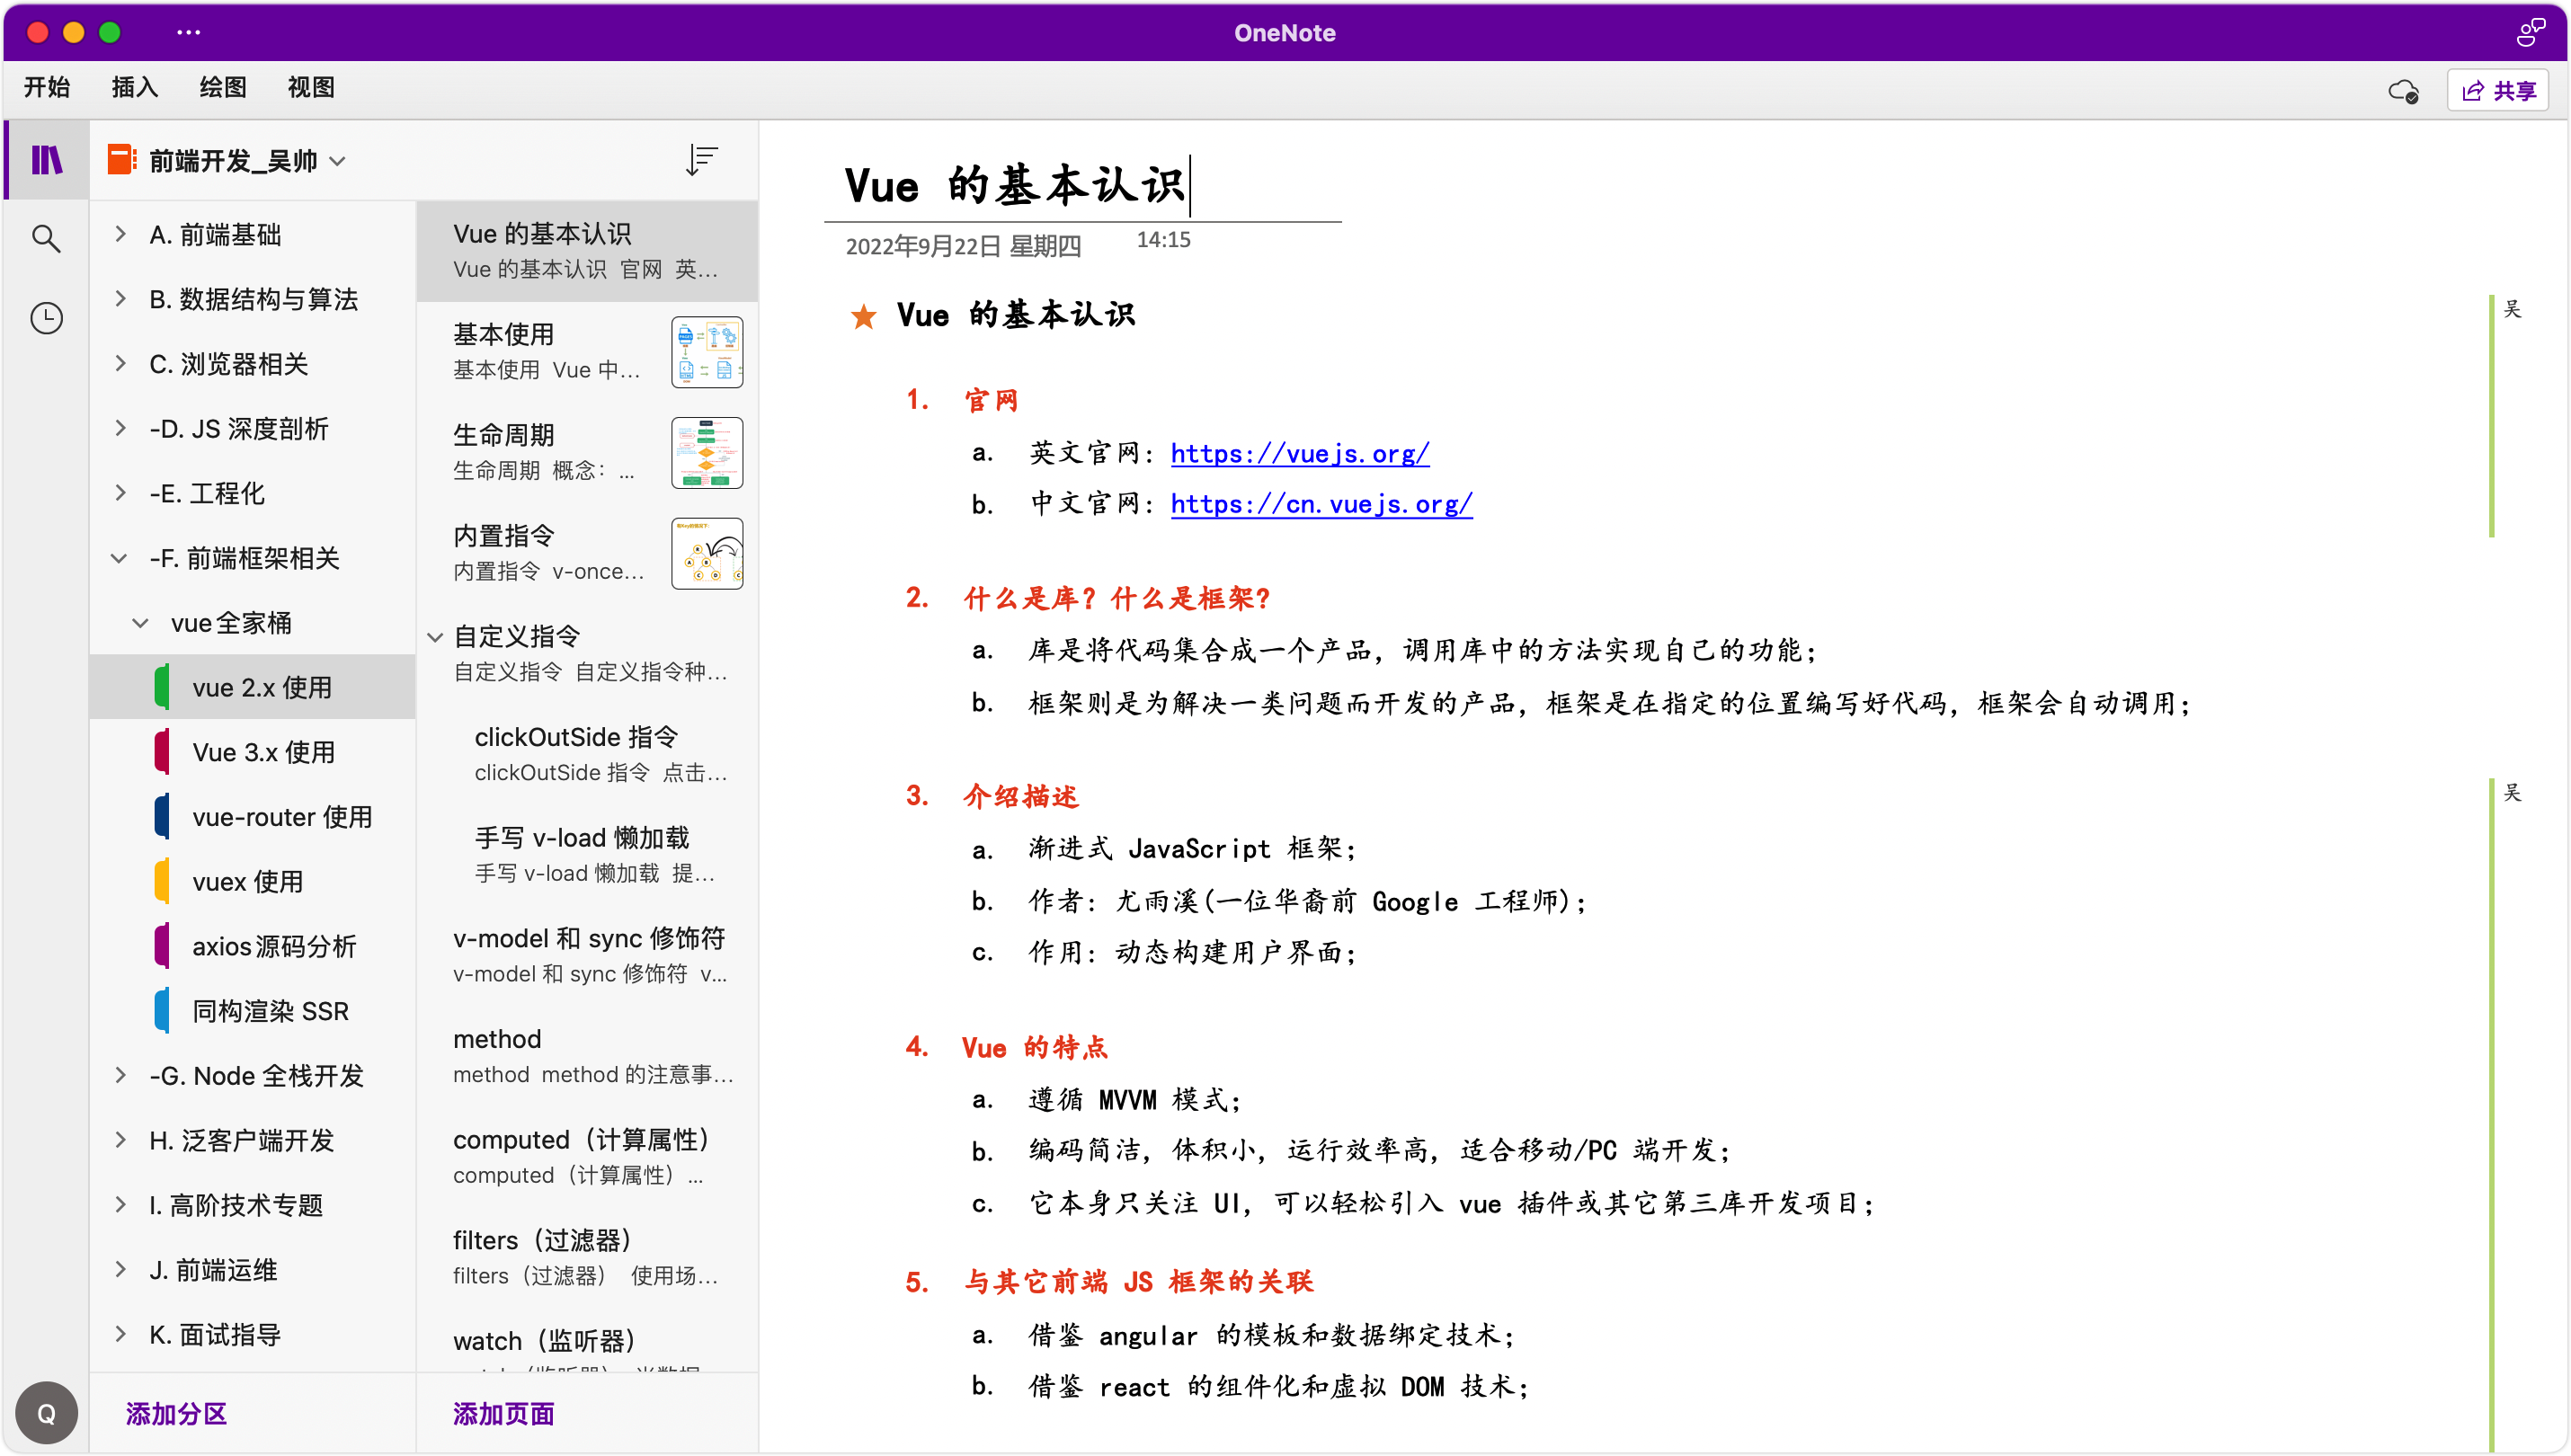 OneNote
开始 插入 绘图 视图
共享
前端开发_吴帅
A. 前端基础
B. 数据结构与算法
C. 浏览器相关
-D. JS 深度剖析
-E. 工程化
-F. 前端框架相关
vue全家桶
vue 2.x 使用
Vue 3.x 使用
vue-router 使用
vuex 使用
axios源码分析
同构渲染 SSR
-G. Node 全栈开发
H. 泛客户端开发
I. 高阶技术专题
J. 前端运维
K. 面试指导
添加分区
Q
Vue 的基本认识
Vue 的基本认识 官网 英...
基本使用
基本使用 Vue 中...
生命周期
生命周期 概念：...
内置指令
内置指令 v-once...
自定义指令
自定义指令 自定义指令种...
clickOutSide 指令
clickOutSide 指令 点击...
手写 v-load 懒加载
手写 v-load 懒加载 提...
v-model 和 sync 修饰符
v-model 和 sync 修饰符 v...
method
method method 的注意事...
computed（计算属性）
computed（计算属性） ...
filters（过滤器）
filters（过滤器） 使用场...
watch（监听器）
添加页面
Vue 的基本认识
2022年9月22日 星期四 14:15
Vue 的基本认识
吴
1. 官网
a. 英文官网：https://vuejs.org/
b. 中文官网：https://cn.vuejs.org/
2. 什么是库？什么是框架?
a. 库是将代码集合成一个产品，调用库中的方法实现自己的功能；
b. 框架则是为解决一类问题而开发的产品，框架是在指定的位置编写好代码，框架会自动调用；
3. 介绍描述
吴
a. 渐进式 JavaScript 框架；
b. 作者：尤雨溪(一位华裔前 Google 工程师)；
c. 作用：动态构建用户界面；
4. Vue 的特点
a. 遵循 MVVM 模式；
b. 编码简洁，体积小，运行效率高，适合移动/PC 端开发；
c. 它本身只关注 UI，可以轻松引入 vue 插件或其它第三库开发项目；
5. 与其它前端 JS 框架的关联
a. 借鉴 angular 的模板和数据绑定技术；
b. 借鉴 react 的组件化和虚拟 DOM 技术；